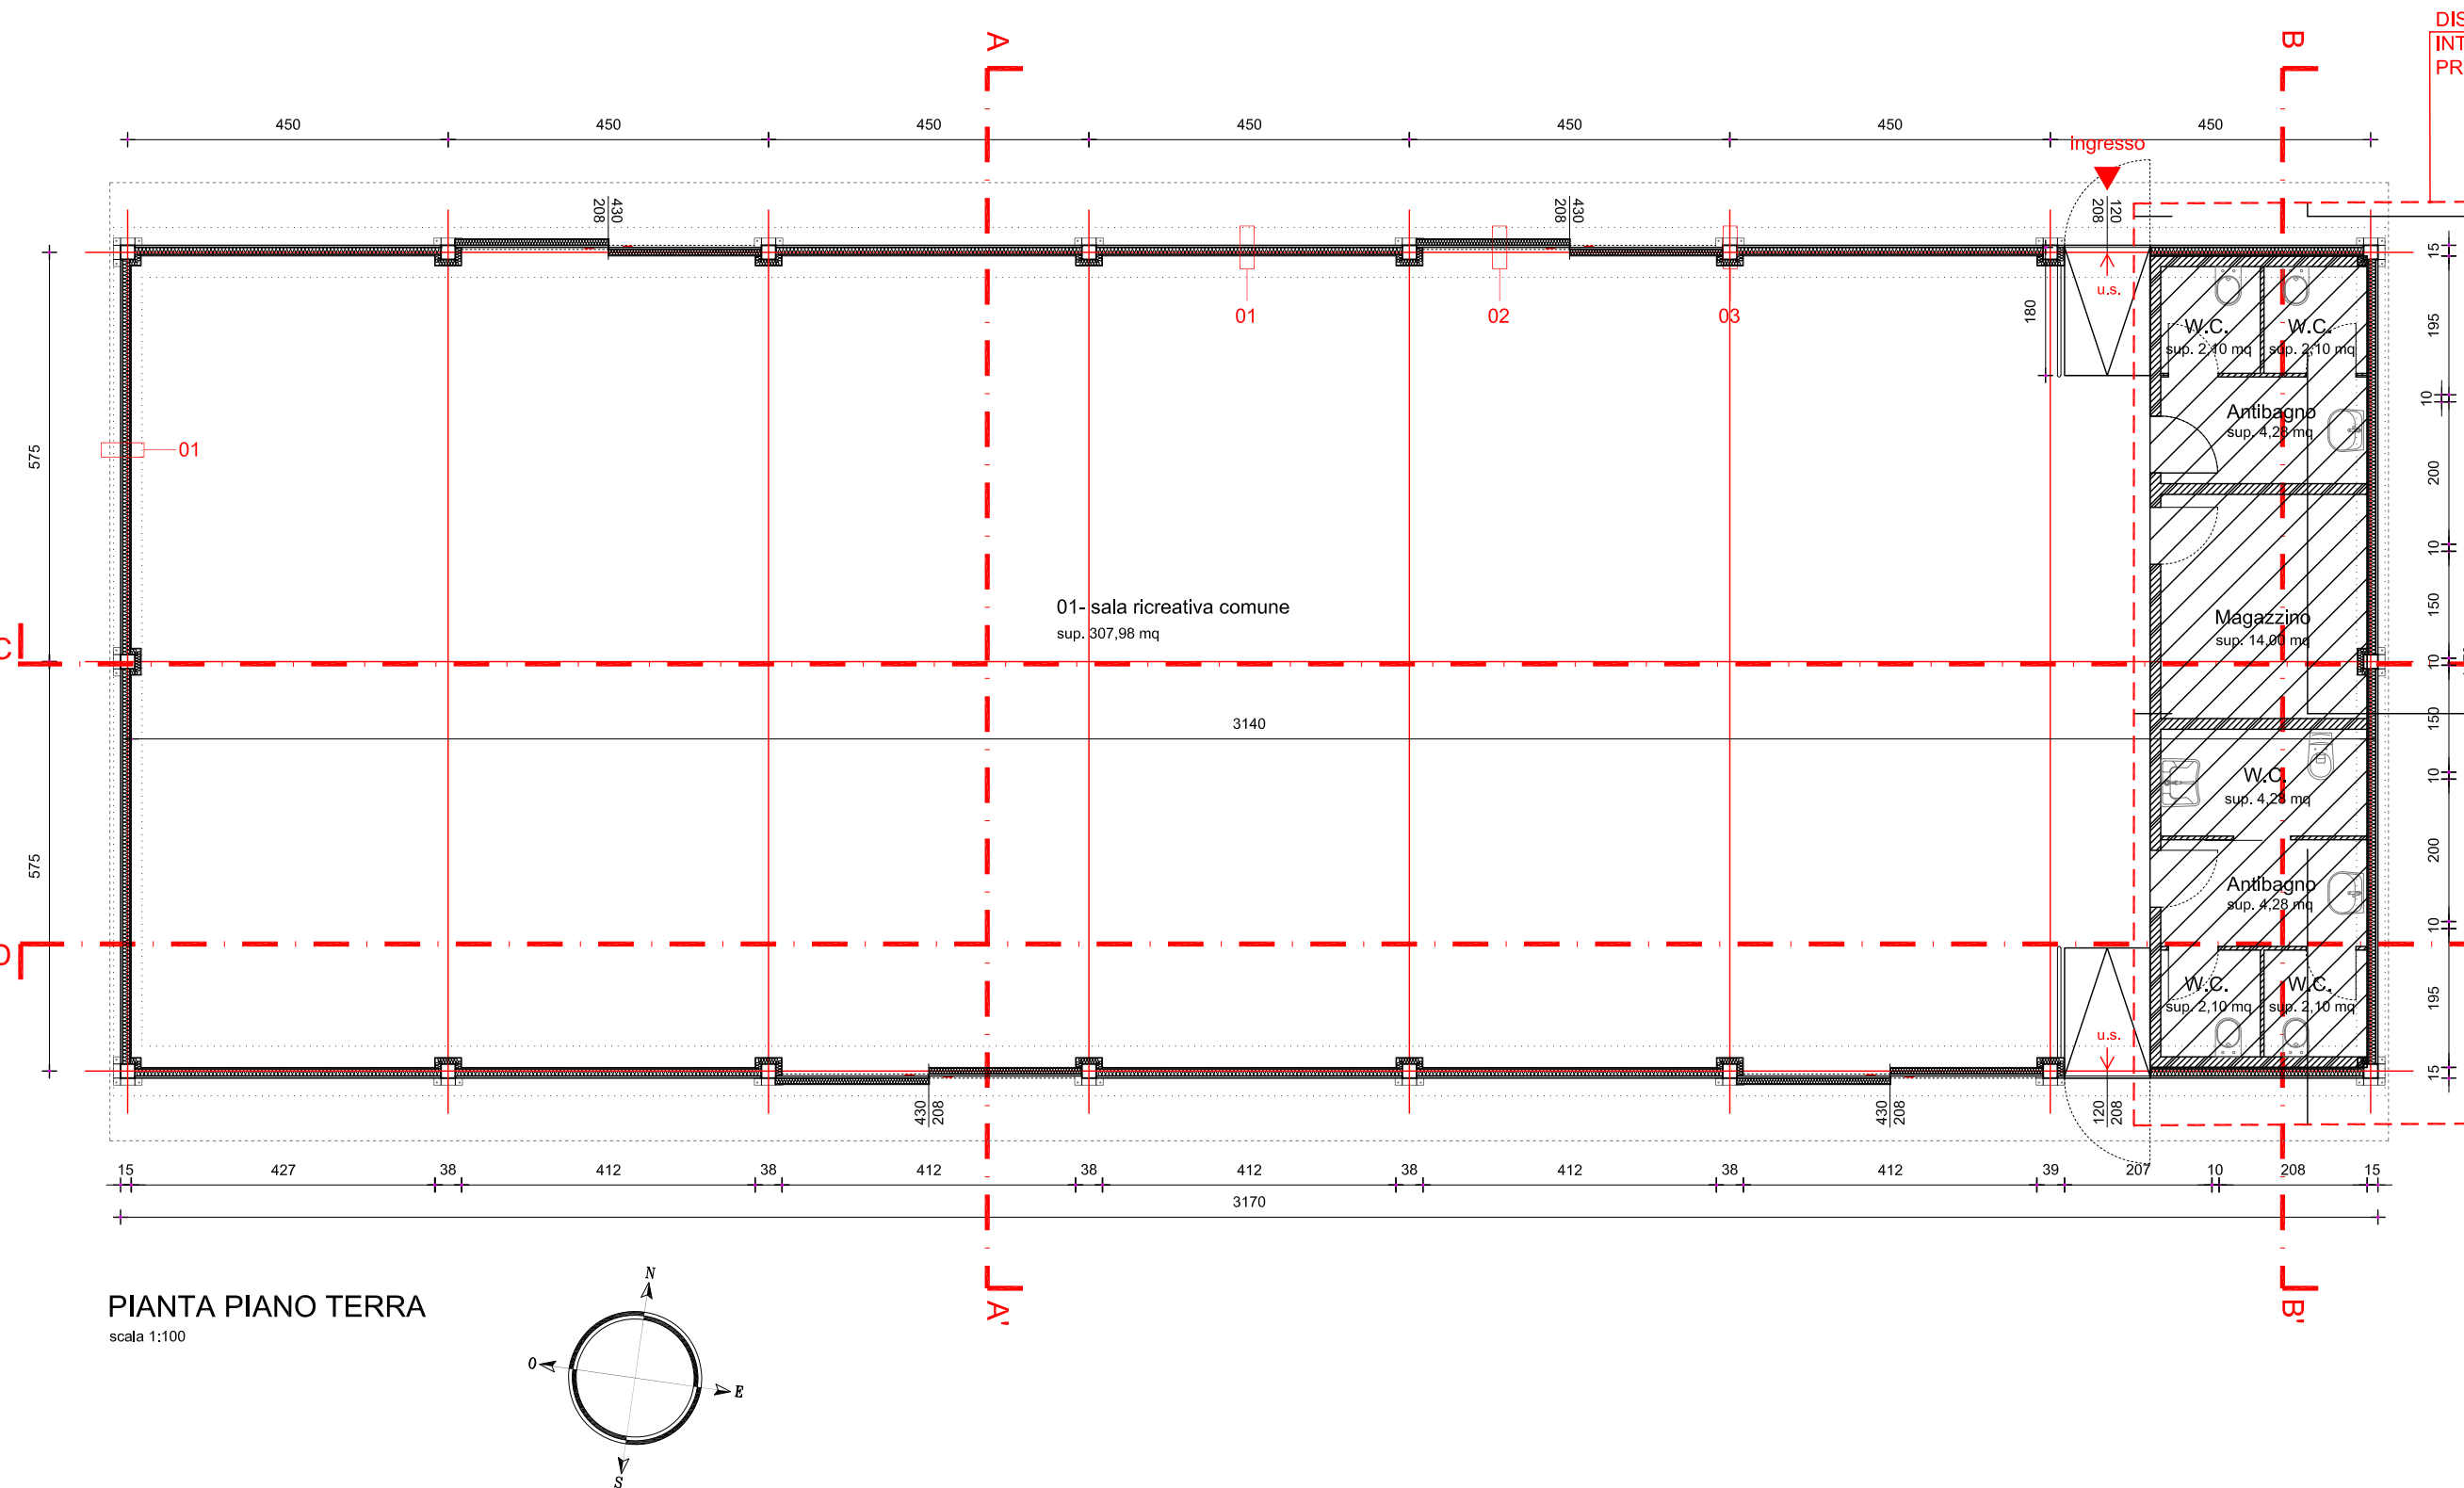 DIS
INT
PR
A
B
450
450
450
450
450
450
450
Ingresso
430
208
430
208
120
208
15
u.s.
180
W.C.
sup. 2,10 mq
W.C.
sup. 2,10 mq
195
01
02
03
10
Antibagno
sup. 4,28 mq
01
575
200
10
01- sala ricreativa comune
sup. 307,98 mq
150
Magazzino
sup. 14,00 mq
C
10
3140
150
W.C.
sup. 4,28 mq
10
575
200
Antibagno
sup. 4,28 mq
10
D
W.C.
sup. 2,10 mq
W.C.
sup. 2,10 mq
195
u.s.
15
430
208
430
208
120
208
15
427
38
412
38
412
38
412
38
412
38
412
39
207
10
208
15
3170
A'
B'
PIANTA PIANO TERRA
scala 1:100
N
O
E
S